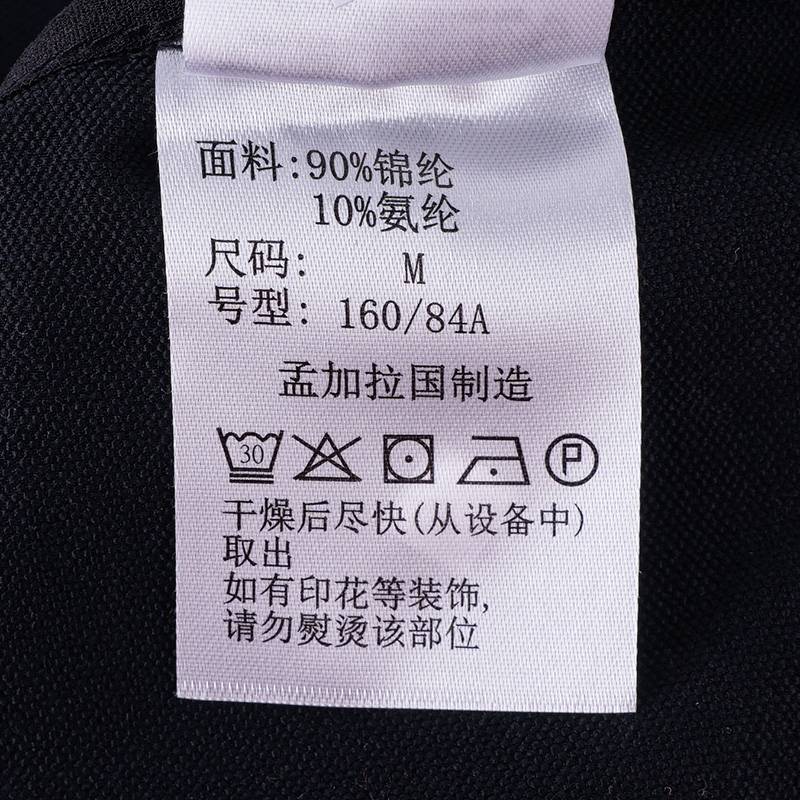 面料:90%锦纶
10%氨纶
尺码: M
号型: 160/84A
孟加拉国制造
30 P
干燥后尽快(从设备中)
取出
如有印花等装饰,
请勿熨烫该部位